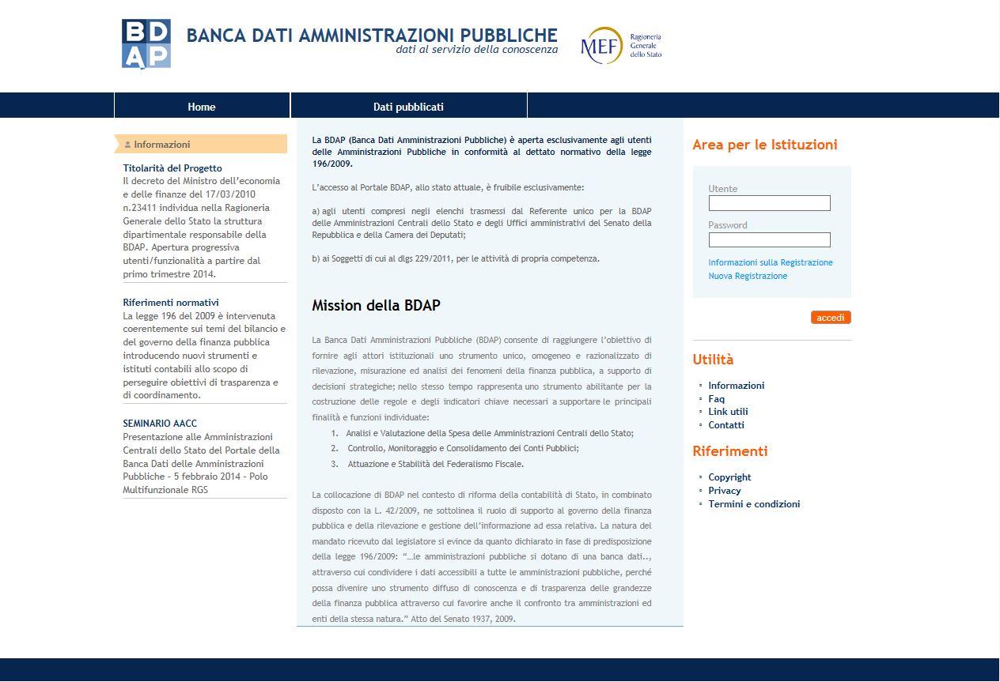 BD
AP
BANCA DATI AMMINISTRAZIONI PUBBLICHE
dati al servizio della conoscenza
MEF
Ragioneria
Generale
dello Stato
Home
Dati pubblicati
Informazioni
Titolarità del Progetto
Il decreto del Ministro dell’economia
e delle finanze del 17/03/2010
n.23411 individua nella Ragioneria
Generale dello Stato la struttura
dipartimentale responsabile della
BDAP. Apertura progressiva
utenti/funzionalità a partire dal
primo trimestre 2014.
Riferimenti normativi
La legge 196 del 2009 è intervenuta
coerentemente sui temi del bilancio e
del governo della finanza pubblica
introducendo nuovi strumenti e
istituti contabili allo scopo di
perseguire obiettivi di trasparenza e
di coordinamento.
SEMINARIO AACC
Presentazione alle Amministrazioni
Centrali dello Stato del Portale della
Banca Dati delle Amministrazioni
Pubbliche – 5 febbraio 2014 – Polo
Multifunzionale RGS
La BDAP (Banca Dati Amministrazioni Pubbliche) è aperta esclusivamente agli utenti
delle Amministrazioni Pubbliche in conformità al dettato normativo della legge
196/2009.
L’accesso al Portale BDAP, allo stato attuale, è fruibile esclusivamente:
a) agli utenti compresi negli elenchi trasmessi dal Referente unico per la BDAP
delle Amministrazioni Centrali dello Stato e degli Uffici amministrativi del Senato della
Repubblica e della Camera dei Deputati;
b) ai Soggetti di cui al dlgs 229/2011, per le attività di propria competenza.
Mission della BDAP
La Banca Dati Amministrazioni Pubbliche (BDAP) consente di raggiungere l’obiettivo di
fornire agli attori istituzionali uno strumento unico, omogeneo e razionalizzato di
rilevazione, misurazione ed analisi dei fenomeni della finanza pubblica, a supporto di
decisioni strategiche; nello stesso tempo rappresenta uno strumento abilitante per la
costruzione delle regole e degli indicatori chiave necessari a supportare le principali
finalità e funzioni individuate:
1. Analisi e Valutazione della Spesa delle Amministrazioni Centrali dello Stato;
2. Controllo, Monitoraggio e Consolidamento dei Conti Pubblici;
3. Attuazione e Stabilità del Federalismo Fiscale.
La collocazione di BDAP nel contesto di riforma della contabilità di Stato, in combinato
disposto con la L. 42/2009, ne sottolinea il ruolo di supporto al governo della finanza
pubblica e della rilevazione e gestione dell’informazione ad essa relativa. La natura del
mandato ricevuto dal legislatore si evince da quanto dichiarato in fase di predisposizione
della legge 196/2009: “…le amministrazioni pubbliche si dotano di una banca dati..,
attraverso cui condividere i dati accessibili a tutte le amministrazioni pubbliche, perché
possa divenire uno strumento diffuso di conoscenza e di trasparenza delle grandezze
della finanza pubblica attraverso cui favorire anche il confronto tra amministrazioni ed
enti della stessa natura.” Atto del Senato 1937, 2009.
Area per le Istituzioni
Utente
Password
Informazioni sulla Registrazione
Nuova Registrazione
accedi
Utilità
Informazioni
Faq
Link utili
Contatti
Riferimenti
Copyright
Privacy
Termini e condizioni